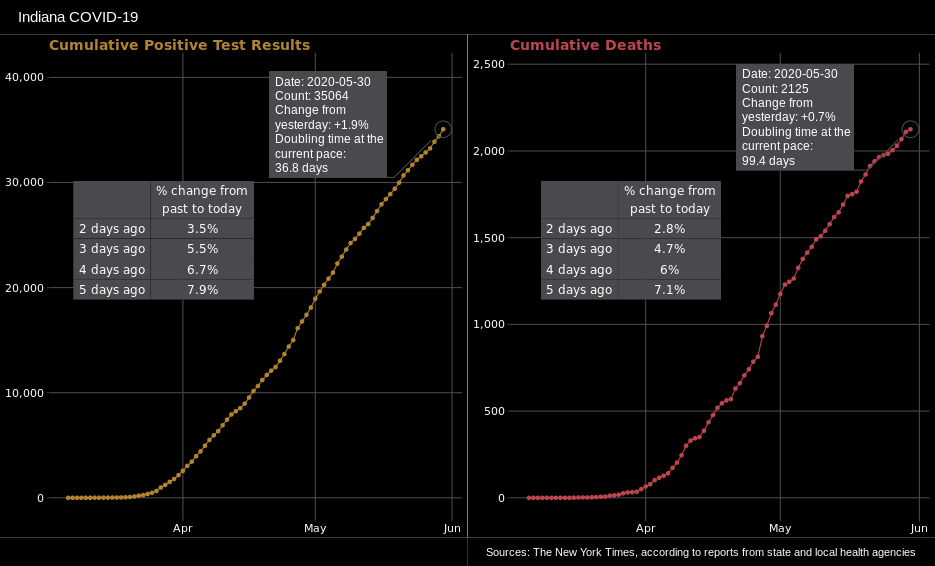 Indiana COVID-19
Cumulative Positive Test Results
40,000
30,000
20,000
10,000
0
Apr
May
Jun
Date: 2020-05-30
Count: 35064
Change from
yesterday: +1.9%
Doubling time at the
current pace:
36.8 days
% change from
past to today
2 days ago 3.5%
3 days ago 5.5%
4 days ago 6.7%
5 days ago 7.9%
Cumulative Deaths
2,500
2,000
1,500
1,000
500
0
Apr
May
Jun
Date: 2020-05-30
Count: 2125
Change from
yesterday: +0.7%
Doubling time at the
current pace:
99.4 days
% change from
past to today
2 days ago 2.8%
3 days ago 4.7%
4 days ago 6%
5 days ago 7.1%
Sources: The New York Times, according to reports from state and local health agencies